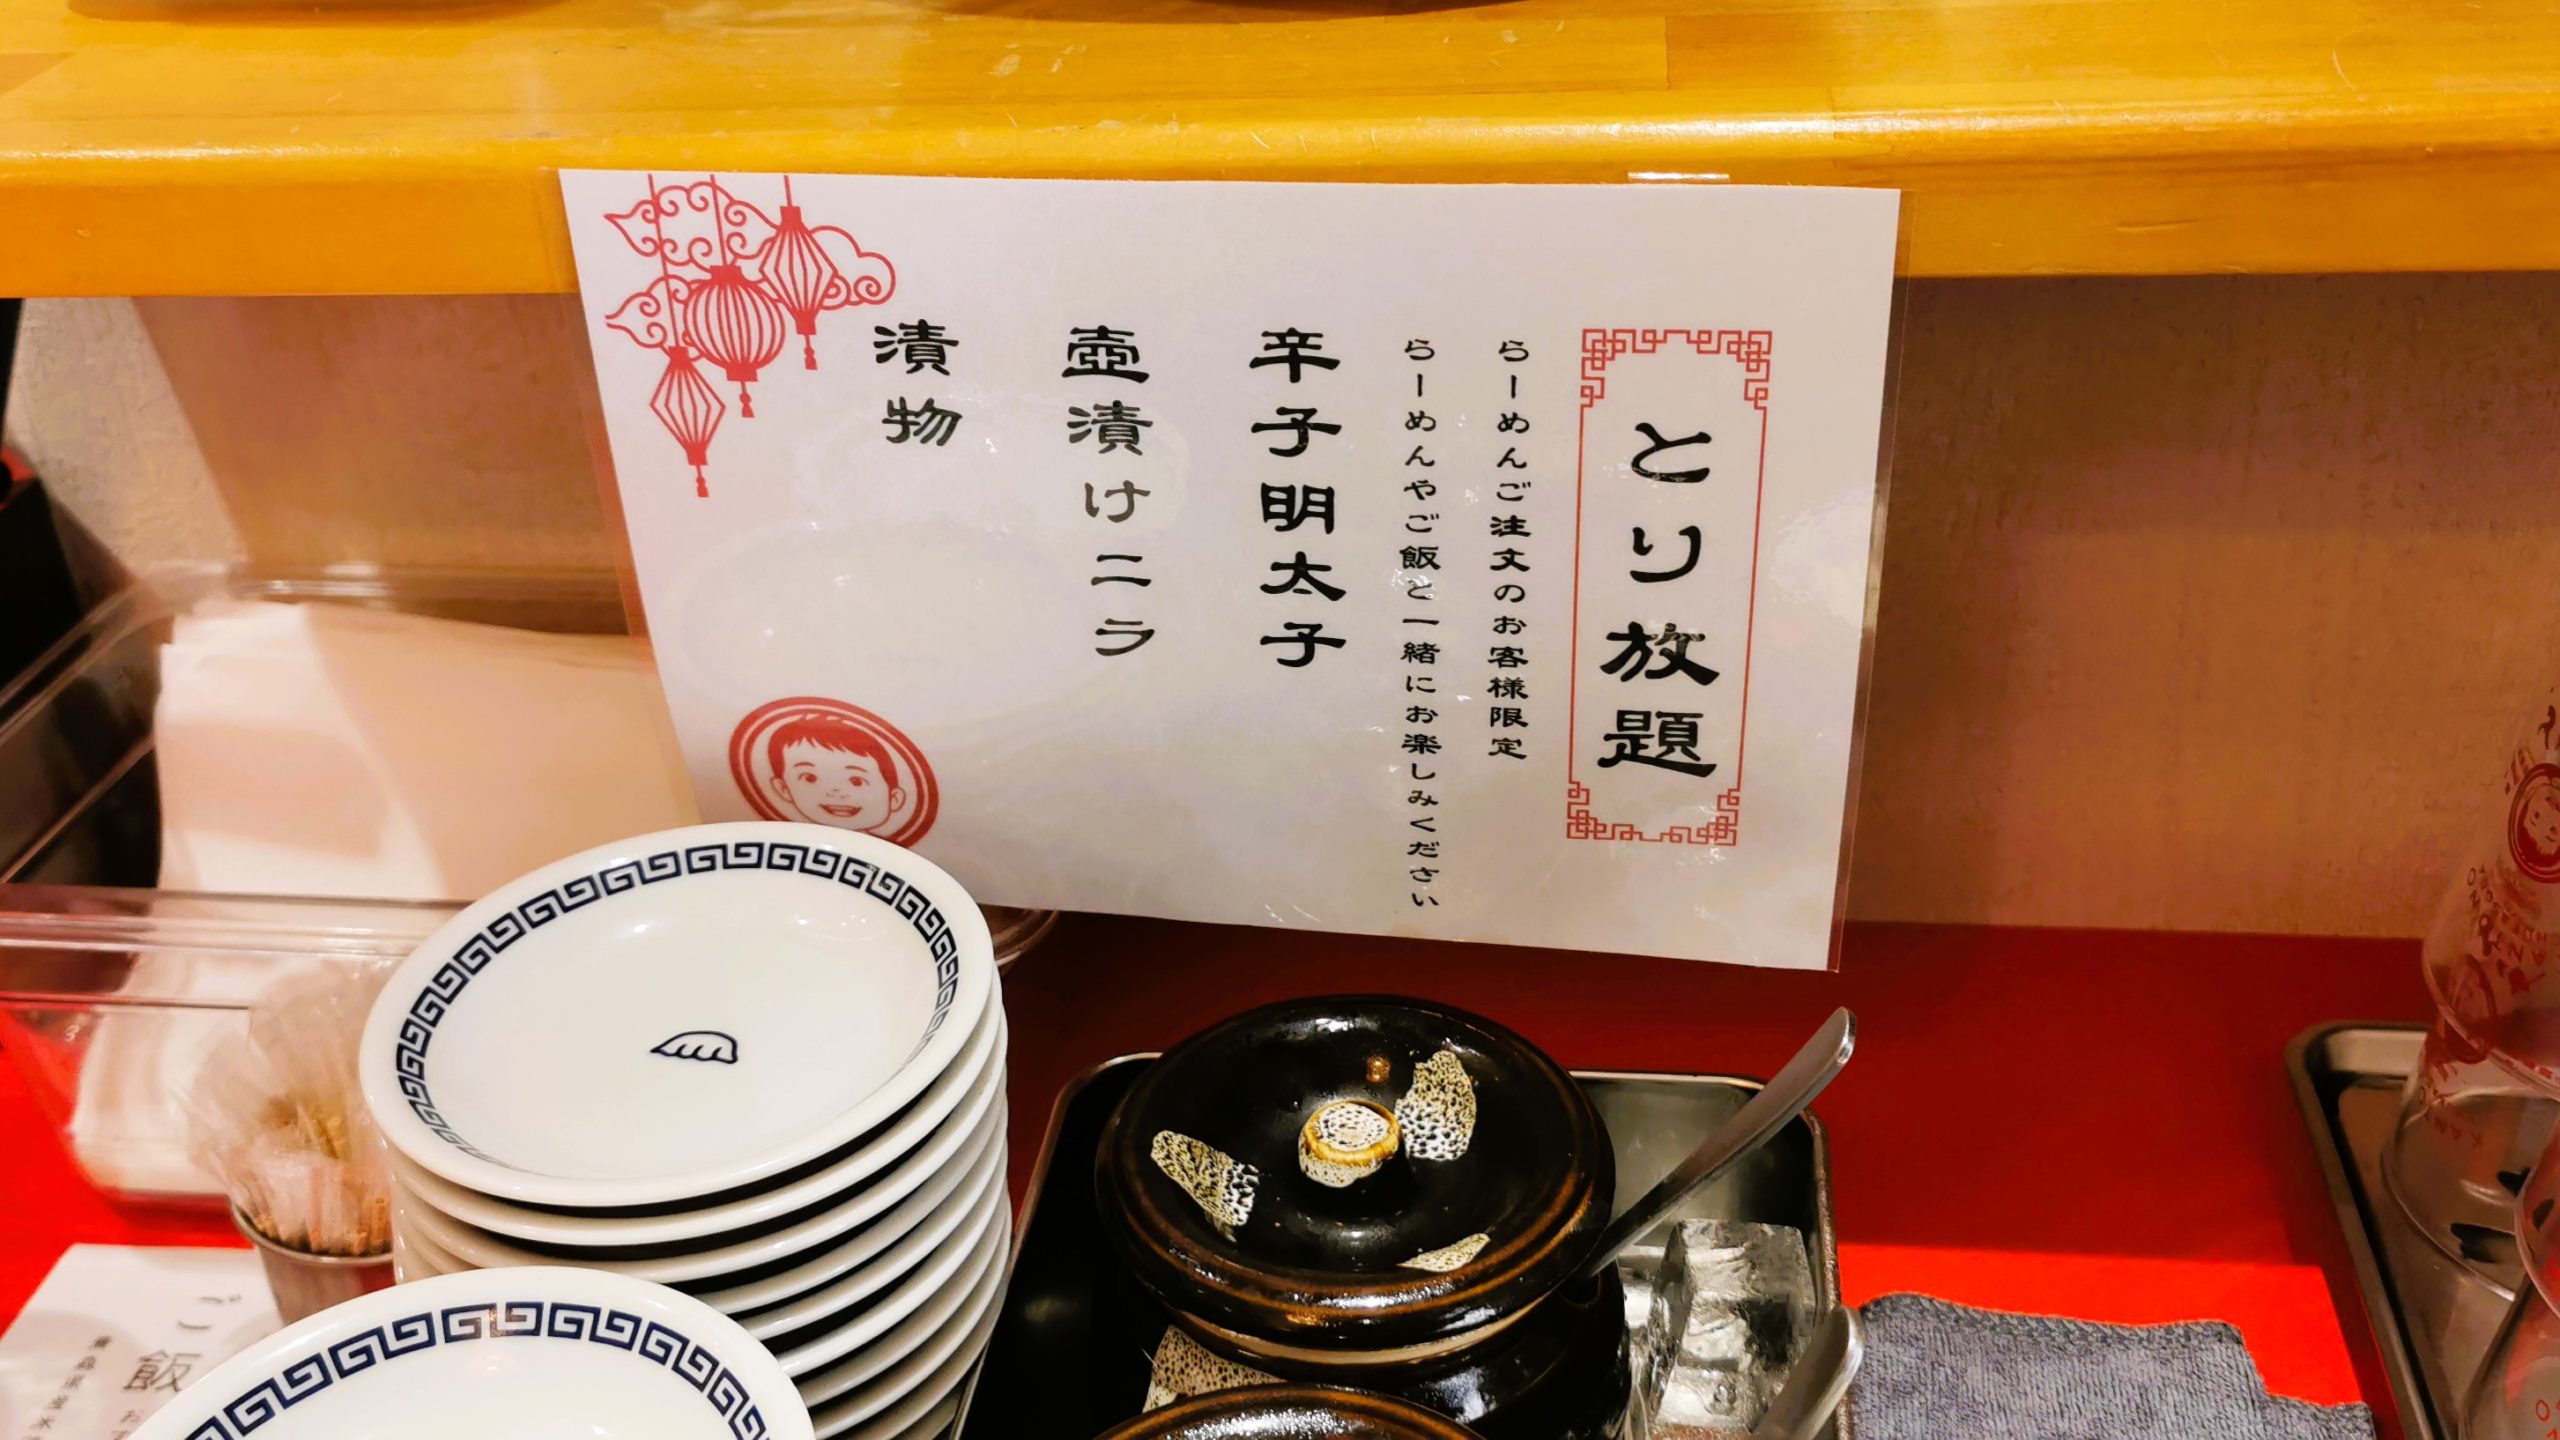 とり放題
らーめんご注文のお客様限定
らーめんやご飯と一緒にお楽しみください
辛子明太子
壺漬けニラ
漬物
ご飯